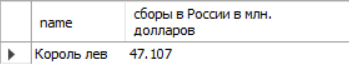 name
сборы в России в млн.
долларов
Король лев 47.107